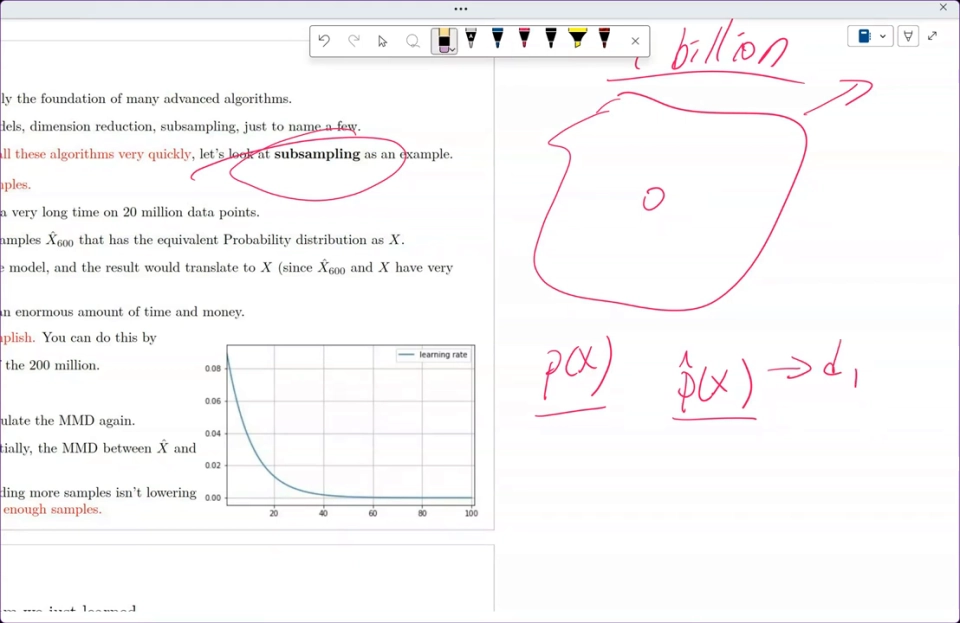 ly the foundation of many advanced algorithms.
dels, dimension reduction, subsampling, just to name a few.
all these algorithms very quickly, let's look at subsampling as an example.
ples.
a very long time on 20 million data points.
amples X̂600 that has the equivalent Probability distribution as X.
e model, and the result would translate to X (since X̂600 and X have very
an enormous amount of time and money.
plish. You can do this by
the 200 million.
ulate the MMD again.
tially, the MMD between X̂ and
ding more samples isn't lowering
enough samples.
learning rate
0.08
0.06
0.04
0.02
0.00
20 40 60 80 100
billion
p(x) p̂(x) → d1